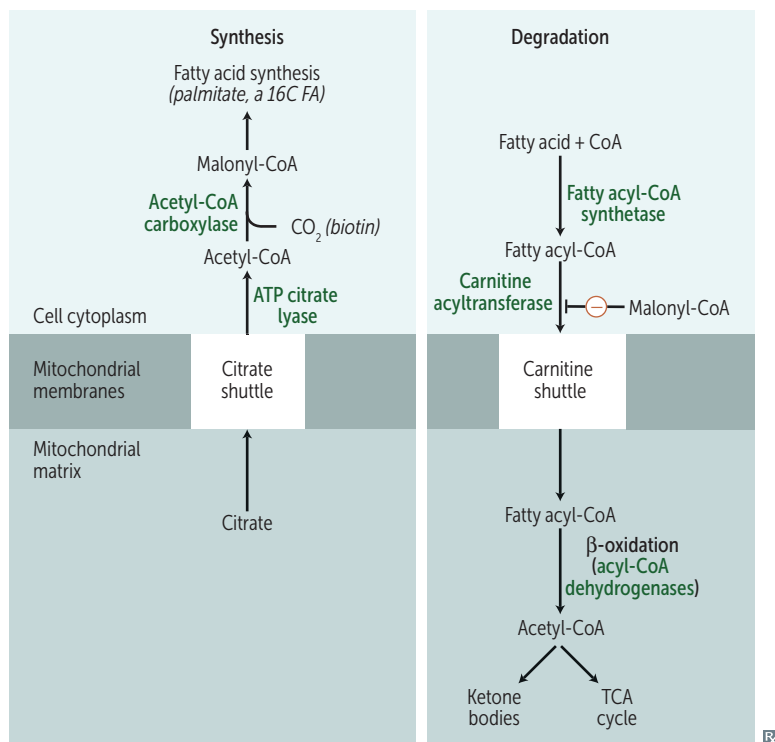 Synthesis
Fatty acid synthesis
(palmitate, a 16C FA)
Malonyl-CoA
Acetyl-CoA
carboxylase
CO2 (biotin)
Acetyl-CoA
ATP citrate
lyase
Cell cytoplasm
Mitochondrial
membranes
Citrate
shuttle
Mitochondrial
matrix
Citrate
Degradation
Fatty acid + CoA
Fatty acyl-CoA
synthetase
Fatty acyl-CoA
Carnitine
acyltransferase
−
Malonyl-CoA
Carnitine
shuttle
Fatty acyl-CoA
β-oxidation
(acyl-CoA
dehydrogenases)
Acetyl-CoA
Ketone
bodies
TCA
cycle
R